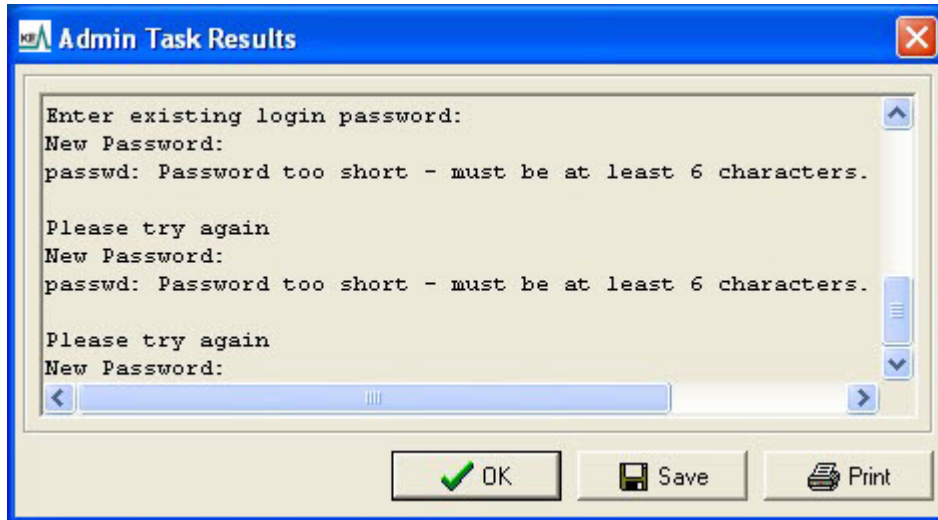 KE Admin Task Results
Enter existing login password:
New Password:
passwd: Password too short - must be at least 6 characters.
Please try again
New Password:
passwd: Password too short - must be at least 6 characters.
Please try again
New Password:
OK Save Print